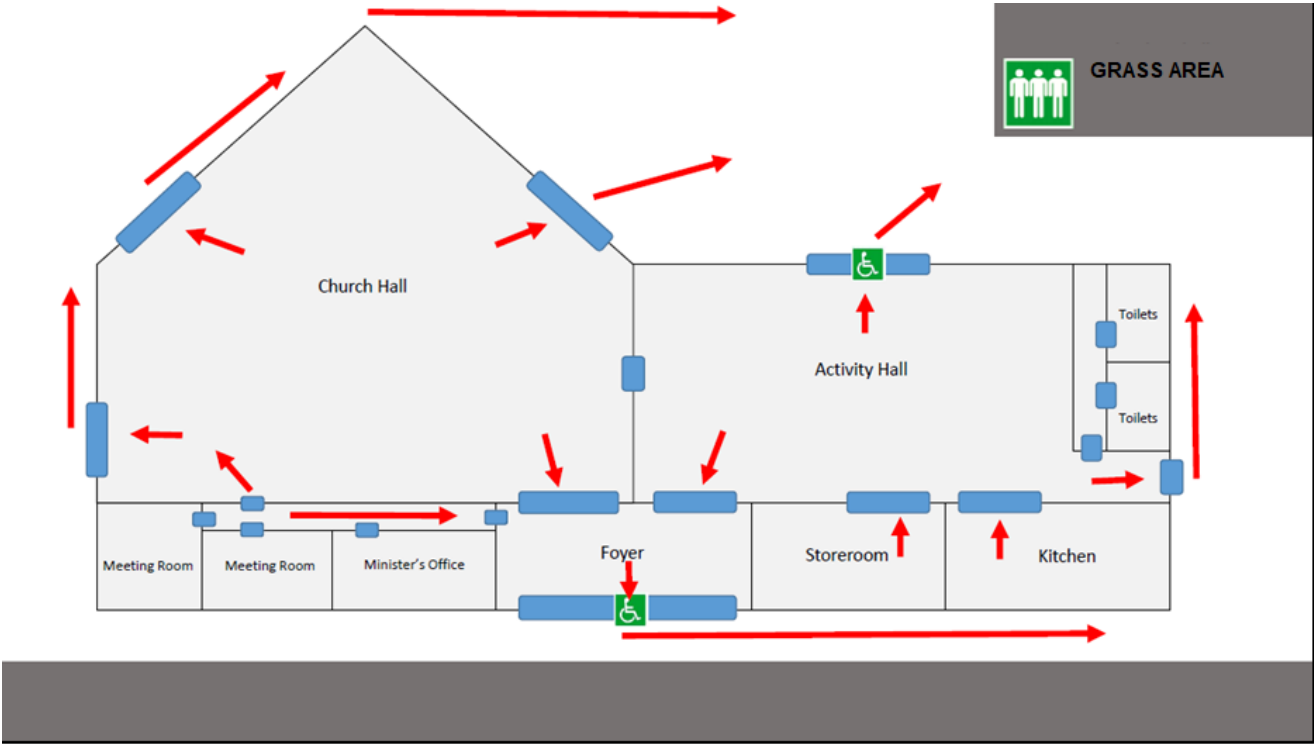 GRASS AREA
Church Hall
Toilets
Activity Hall
Toilets
Foyer
Storeroom
Kitchen
Meeting Room
Meeting Room
Minister's Office